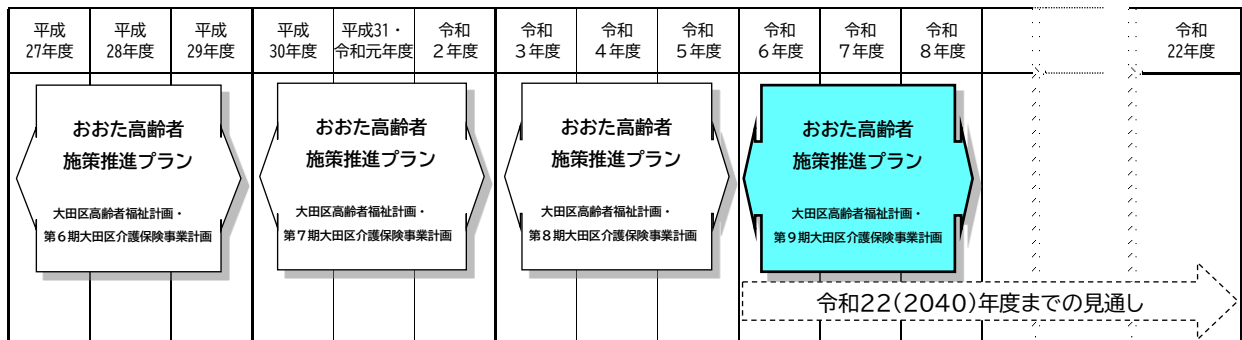 平成
27年度
平成
28年度
平成
29年度
平成
30年度
平成31・
令和元年度
令和
2年度
令和
3年度
令和
4年度
令和
5年度
令和
6年度
令和
7年度
令和
8年度
令和
22年度
おおた高齢者
施策推進プラン
大田区高齢者福祉計画・
第6期大田区介護保険事業計画
おおた高齢者
施策推進プラン
大田区高齢者福祉計画・
第7期大田区介護保険事業計画
おおた高齢者
施策推進プラン
大田区高齢者福祉計画・
第8期大田区介護保険事業計画
おおた高齢者
施策推進プラン
大田区高齢者福祉計画・
第9期大田区介護保険事業計画
令和22(2040)年度までの見通し